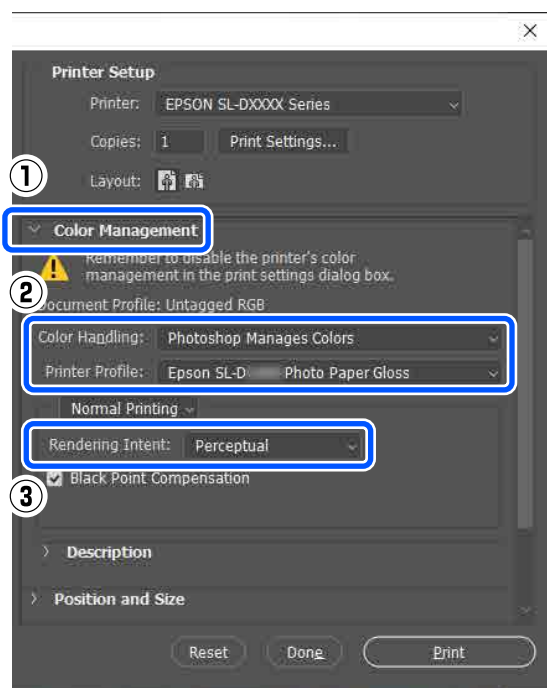 Printer Setup
Printer: EPSON SL-DXXXX Series
Copies: 1 Print Settings...
①
Layout:
Color Management
Remember to disable the printer's color
management in the print settings dialog box.
②
Document Profile: Untagged RGB
Color Handling: Photoshop Manages Colors
Printer Profile: Epson SL-D Photo Paper Gloss
Normal Printing
Rendering Intent: Perceptual
Black Point Compensation
③
Description
Position and Size
Reset Done Print